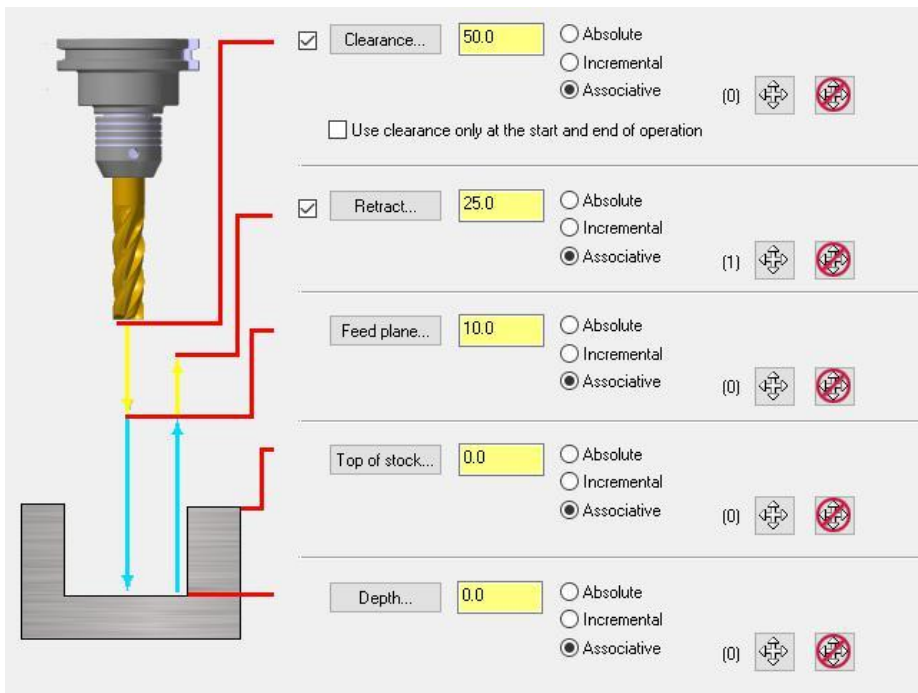 Clearance... 50.0 Absolute
Incremental
Associative (0)
Use clearance only at the start and end of operation
Retract... 25.0 Absolute
Incremental
Associative (1)
Feed plane... 10.0 Absolute
Incremental
Associative (0)
Top of stock... 0.0 Absolute
Incremental
Associative (0)
Depth... 0.0 Absolute
Incremental
Associative (0)